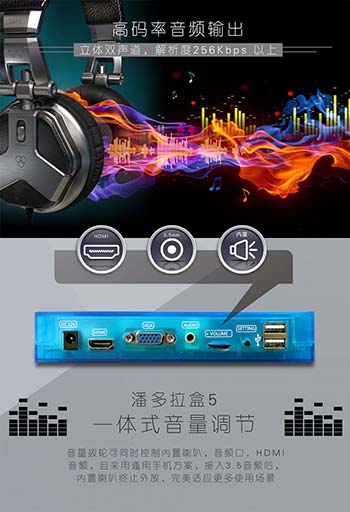 高码率音频输出
立体双声道，解析度256Kbps 以上
HDMI
3.5mm
内置
DC 12V
HDMI
VGA
AUDIO
+ VOLUME -
SETTING
潘多拉盒5
一体式音量调节
音量拔轮可同时控制内置喇叭，音频口，HDMI
音频，且采用通用手机方案，接入3.5音频后，
内置喇叭终止外放，完美适应更多使用场景